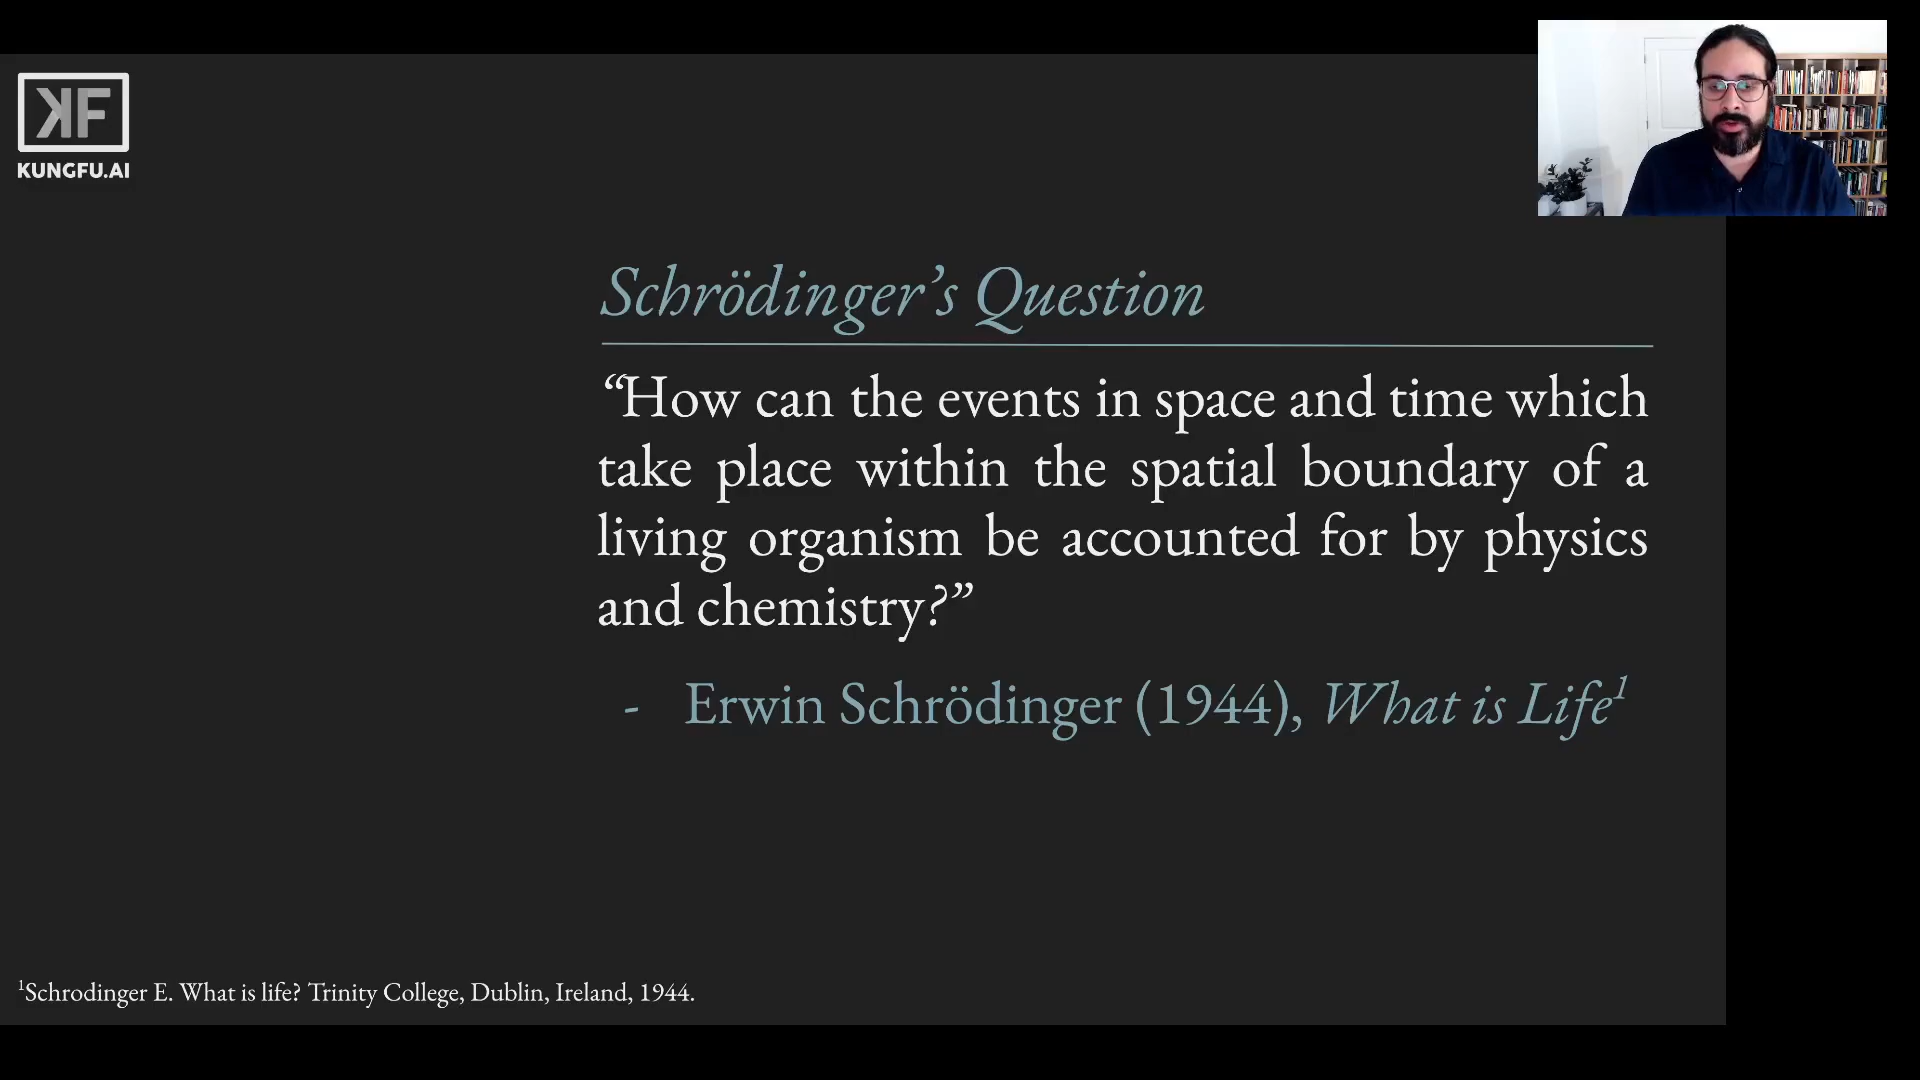 KF
KUNGFU.AI
Schrödinger’s Question
“How can the events in space and time which
take place within the spatial boundary of a
living organism be accounted for by physics
and chemistry?”
- Erwin Schrödinger (1944), What is Life¹
¹Schrodinger E. What is life? Trinity College, Dublin, Ireland, 1944.